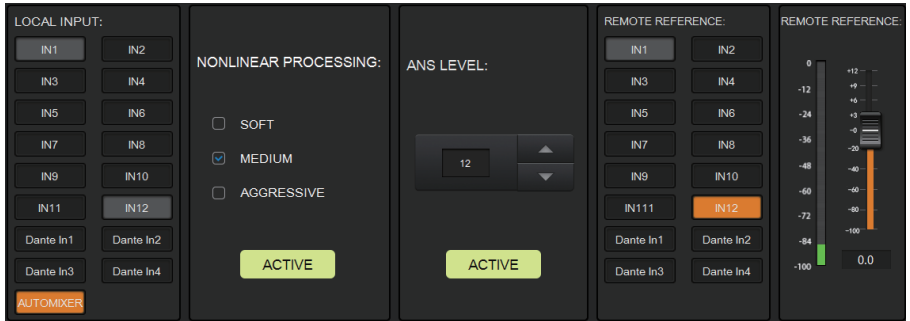 LOCAL INPUT:
IN1 IN2
IN3 IN4
IN5 IN6
IN7 IN8
IN9 IN10
IN11 IN12
Dante In1 Dante In2
Dante In3 Dante In4
AUTOMIXER
NONLINEAR PROCESSING:
SOFT
MEDIUM
AGGRESSIVE
ACTIVE
ANS LEVEL:
12
ACTIVE
REMOTE REFERENCE:
IN1 IN2
IN3 IN4
IN5 IN6
IN7 IN8
IN9 IN10
IN111 IN12
Dante In1 Dante In2
Dante In3 Dante In4
REMOTE REFERENCE:
0
-12
-24
-36
-48
-60
-72
-84
-100
+12
+9
+6
+3
-0
-20
-40
-60
-80
-100
0.0